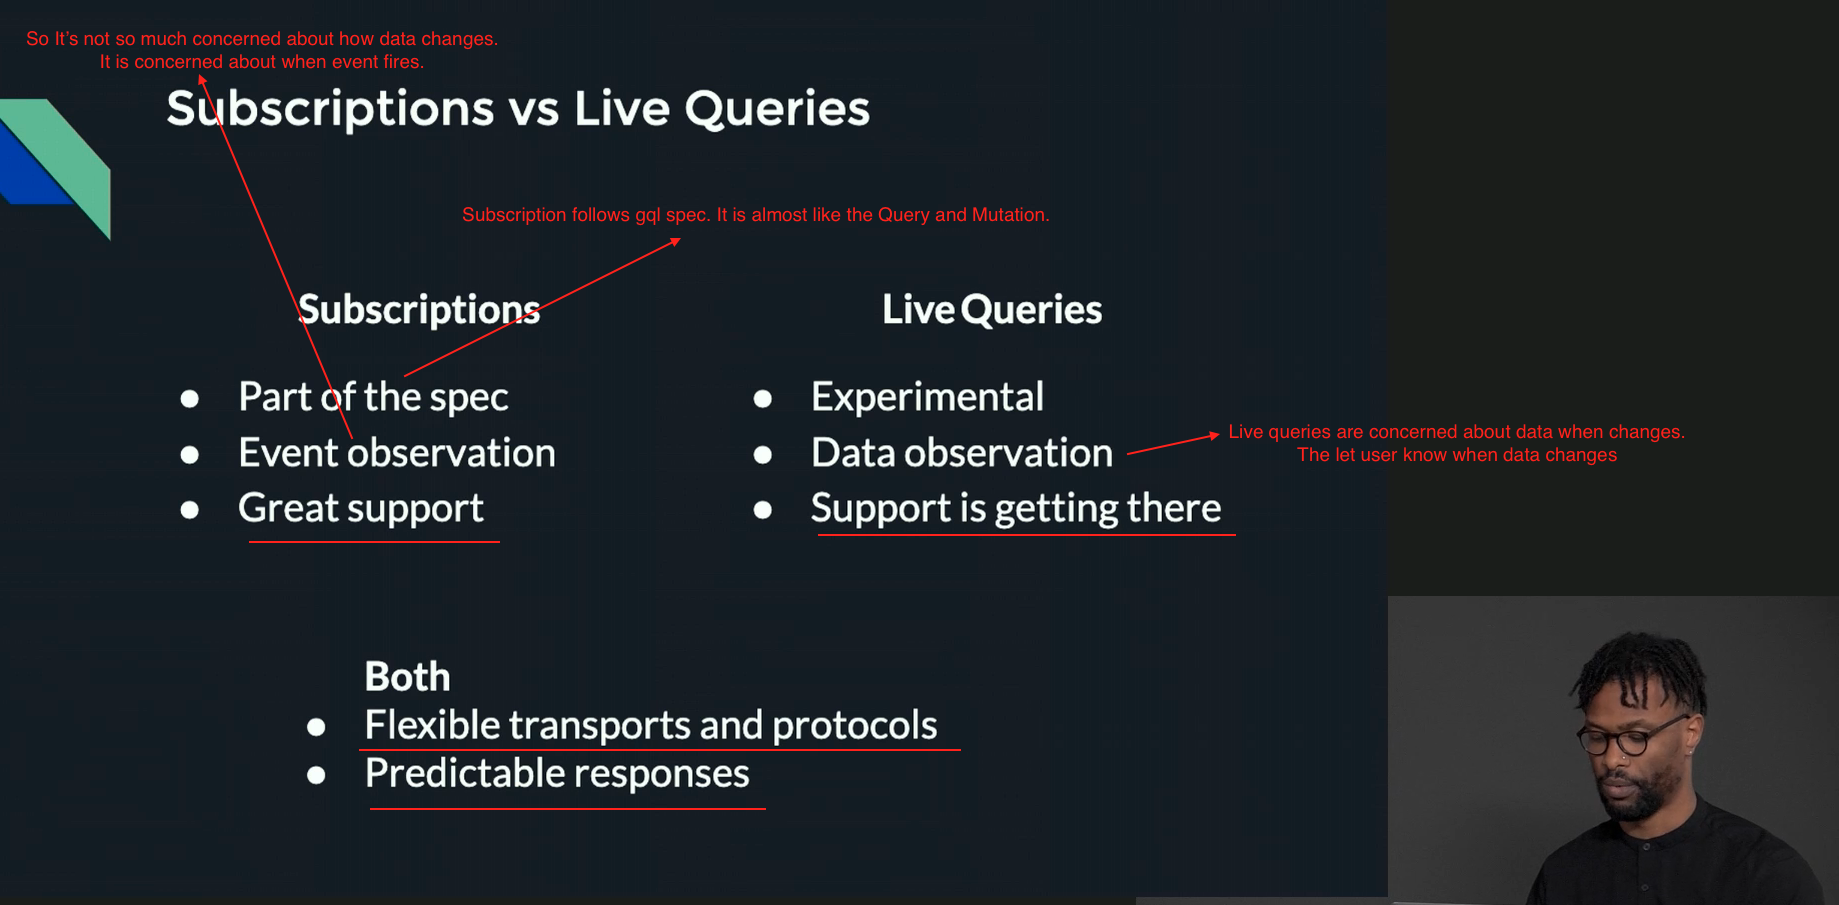 So It's not so much concerned about how data changes.
It is concerned about when event fires.
Subscriptions vs Live Queries
Subscription follows gql spec. It is almost like the Query and Mutation.
Subscriptions
Part of the spec
Event observation
Great support
Live Queries
Experimental
Data observation
Support is getting there
Live queries are concerned about data when changes.
The let user know when data changes
Both
Flexible transports and protocols
Predictable responses